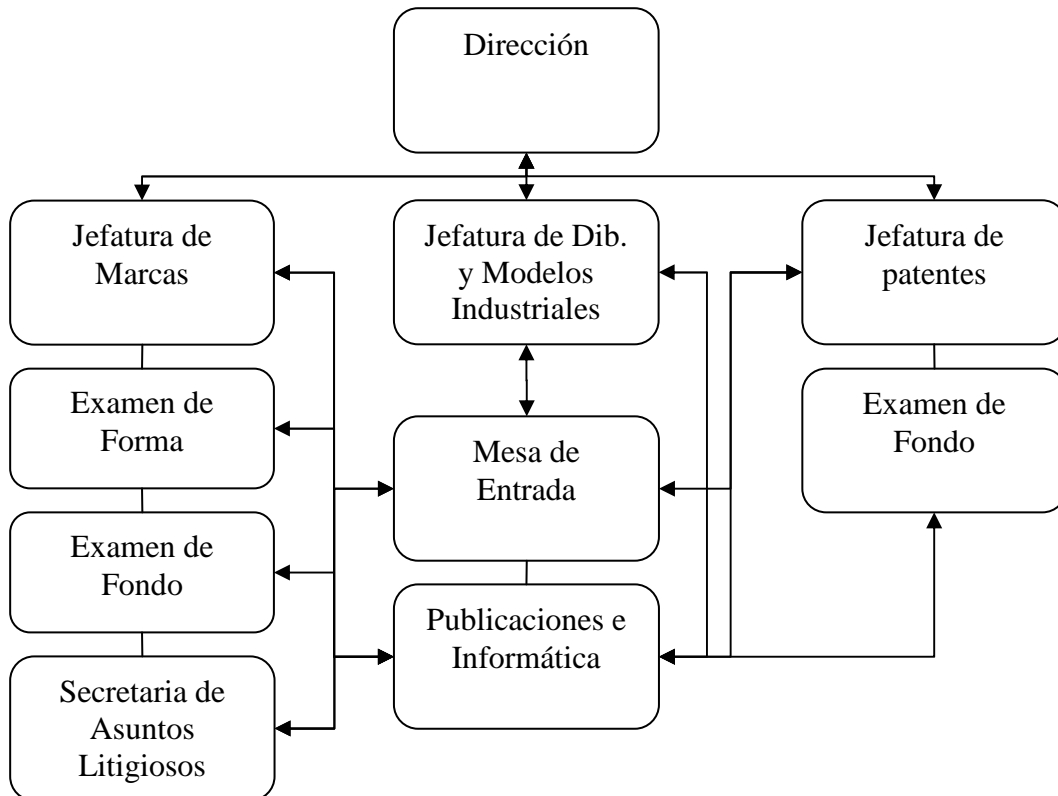 Dirección
Jefatura de
Marcas
Jefatura de Dib.
y Modelos
Industriales
Jefatura de
patentes
Examen de
Forma
Mesa de
Entrada
Examen de
Fondo
Examen de
Fondo
Publicaciones e
Informática
Secretaria de
Asuntos
Litigiosos